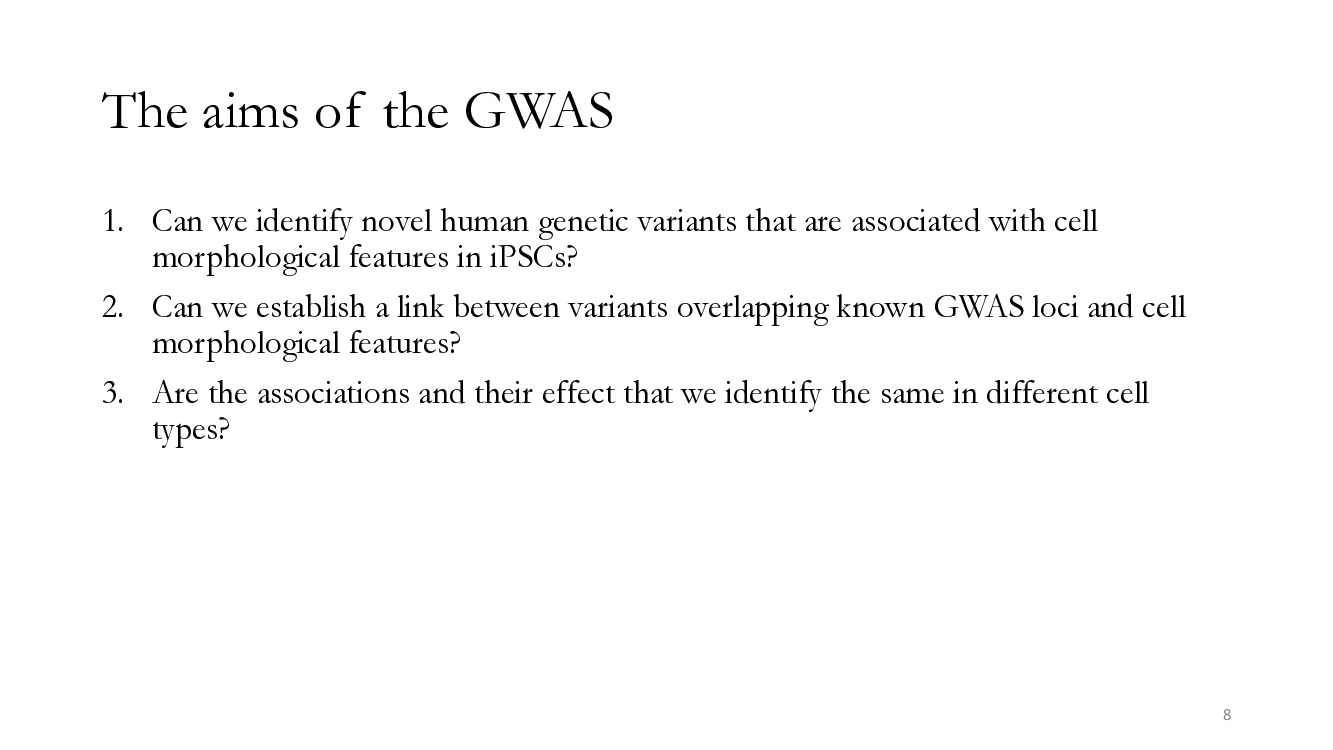 The aims of the GWAS
1. Can we identify novel human genetic variants that are associated with cell
morphological features in iPSCs?
2. Can we establish a link between variants overlapping known GWAS loci and cell
morphological features?
3. Are the associations and their effect that we identify the same in different cell
types?
8